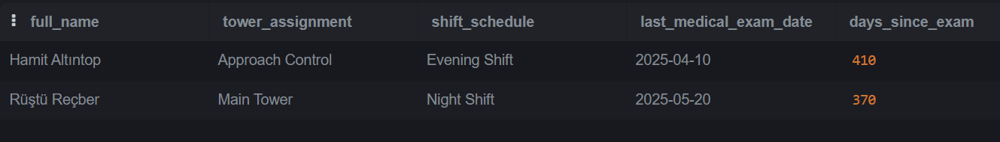 full_name tower_assignment shift_schedule last_medical_exam_date days_since_exam
Hamit Altıntop Approach Control Evening Shift 2025-04-10 410
Rüştü Reçber Main Tower Night Shift 2025-05-20 370